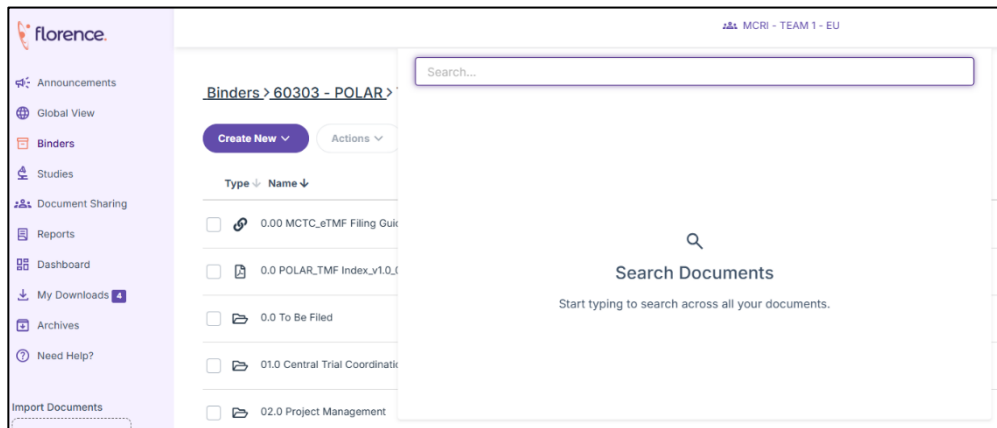 florence.
MCRI - TEAM 1 - EU
Announcements
Global View
Binders
Studies
Document Sharing
Reports
Dashboard
My Downloads 4
Archives
Need Help?
Import Documents
Binders > 60303 - POLAR >
Create New
Actions
Type Name
0.00 MCTC_eTMF Filing
0.0 POLAR_TMF Index_v1.0_
0.0 To Be Filed
01.0 Central Trial
02.0 Project Management
Search...
Search Documents
Start typing to search across all your documents.